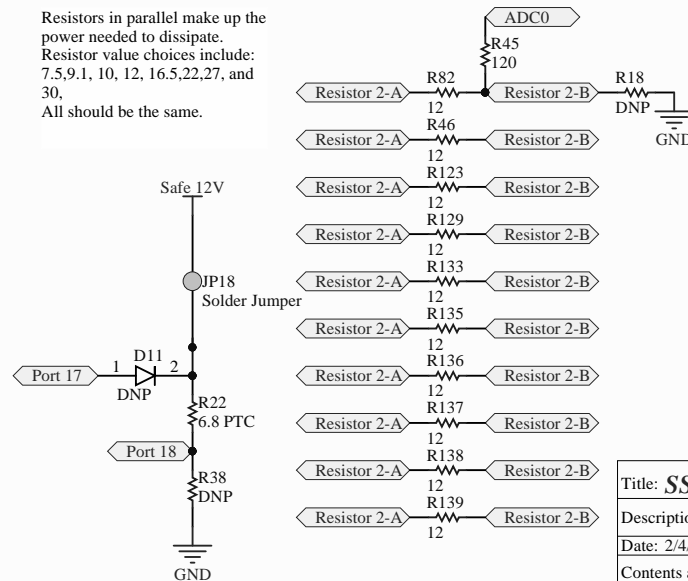 Resistors in parallel make up the
power needed to dissipate.
Resistor value choices include:
7.5,9.1, 10, 12, 16.5,22,27, and
30,
All should be the same.
ADC0
R45
120
R82
R18
Resistor 2-A
Resistor 2-B
12
DNP
GND
R46
Resistor 2-A
Resistor 2-B
12
R123
Resistor 2-A
Resistor 2-B
12
R129
Resistor 2-A
Resistor 2-B
12
R133
Resistor 2-A
Resistor 2-B
12
R135
Resistor 2-A
Resistor 2-B
12
R136
Resistor 2-A
Resistor 2-B
12
R137
Resistor 2-A
Resistor 2-B
12
R138
Resistor 2-A
Resistor 2-B
12
R139
Resistor 2-A
Resistor 2-B
12
Safe 12V
JP18
Solder Jumper
D11
Port 17
1
2
DNP
R22
6.8 PTC
Port 18
R38
DNP
GND
Title: SS
Date: 2/4
Contents